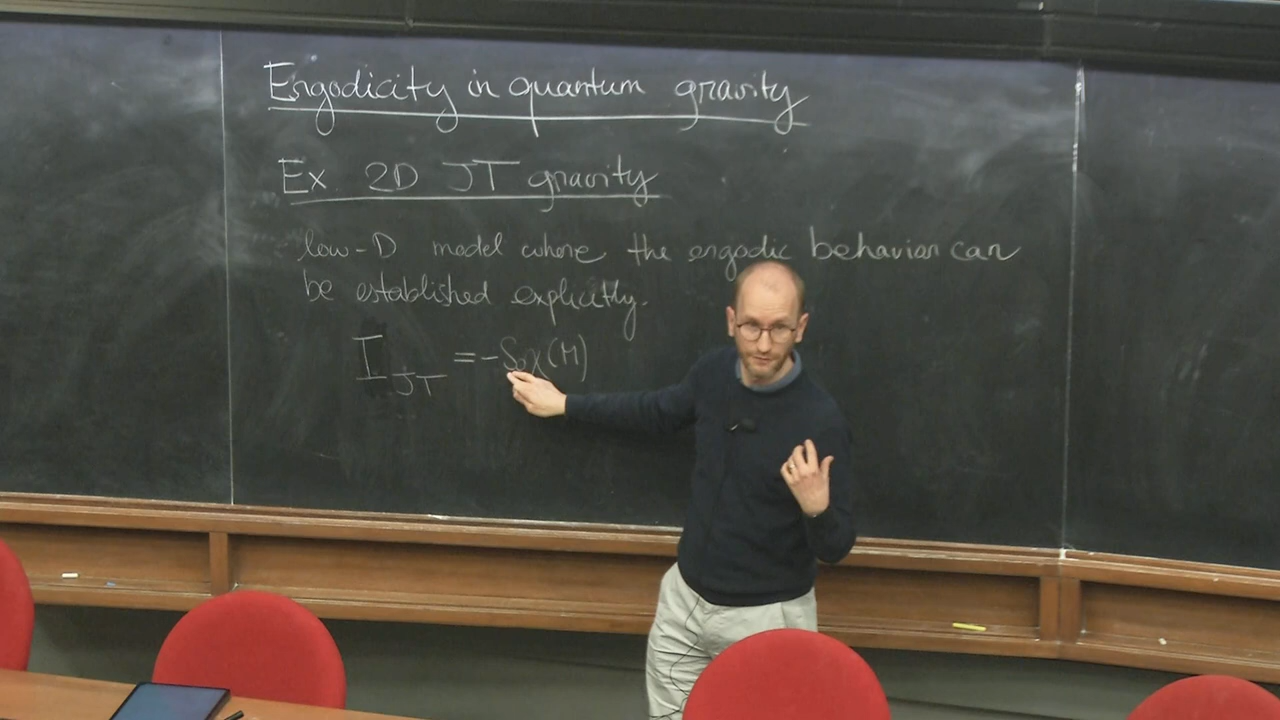 Ergodicity in quantum gravity
Ex. 2D JT gravity
low-D model where the ergodic behavior can
be established explicitly.
I_JT = -S₀χ(M)